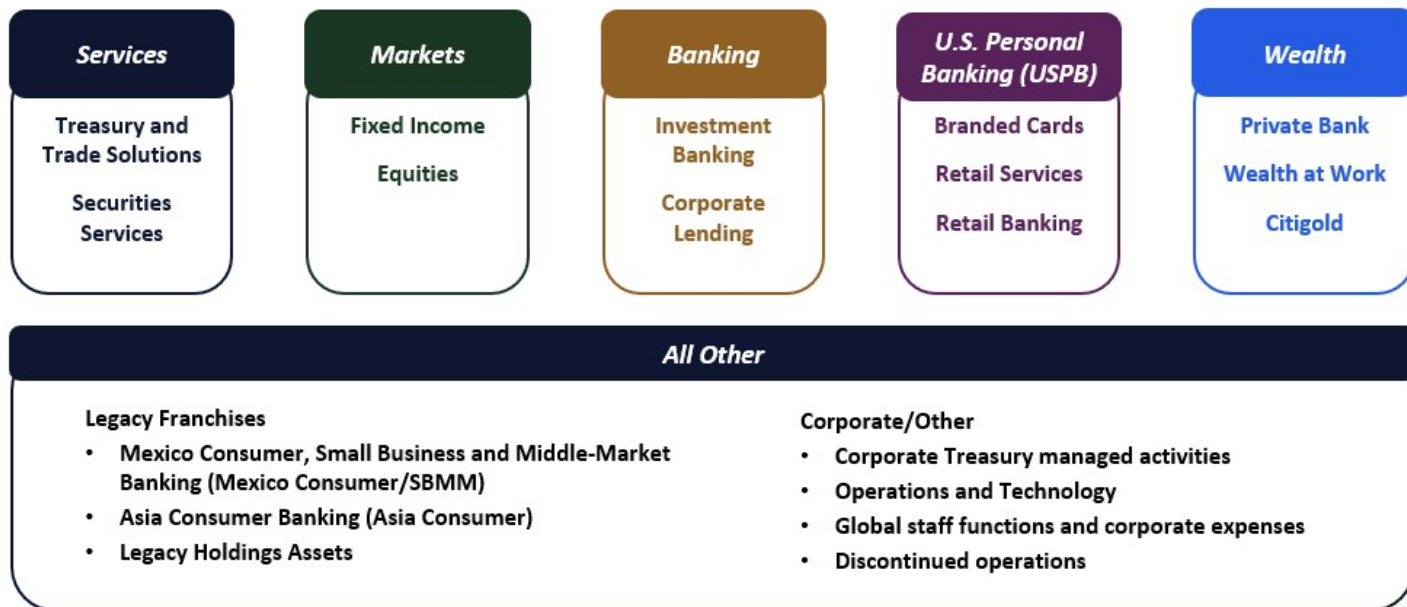 Services
Treasury and
Trade Solutions
Securities
Services
Markets
Fixed Income
Equities
Banking
Investment
Banking
Corporate
Lending
U.S. Personal
Banking (USPB)
Branded Cards
Retail Services
Retail Banking
Wealth
Private Bank
Wealth at Work
Citigold
All Other
Legacy Franchises
• Mexico Consumer, Small Business and Middle-Market
Banking (Mexico Consumer/SBMM)
• Asia Consumer Banking (Asia Consumer)
• Legacy Holdings Assets
Corporate/Other
• Corporate Treasury managed activities
• Operations and Technology
• Global staff functions and corporate expenses
• Discontinued operations